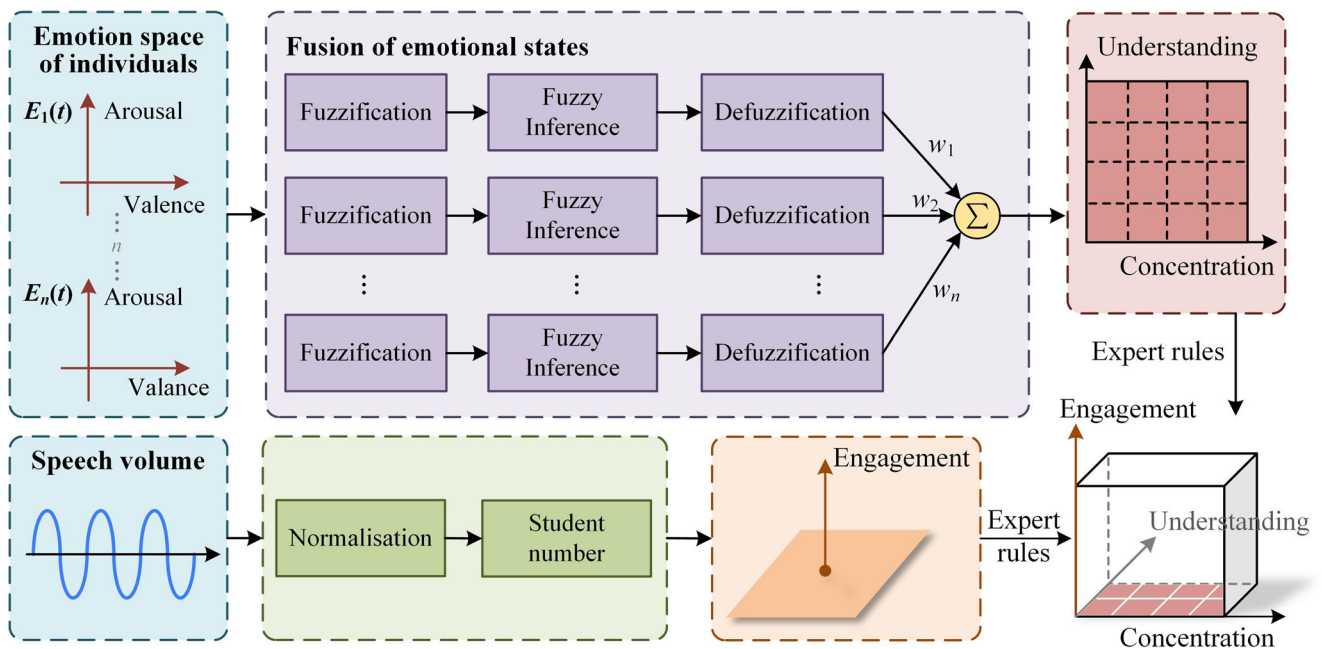 Emotion space
of individuals
E1(t)
Arousal
Valence
n
En(t)
Arousal
Valance
Fusion of emotional states
Fuzzification
Fuzzy
Inference
Defuzzification
w1
Fuzzification
Fuzzy
Inference
Defuzzification
w2
Σ
Fuzzification
Fuzzy
Inference
Defuzzification
wn
Understanding
Concentration
Expert rules
Speech volume
Normalisation
Student
number
Engagement
Expert
rules
Engagement
Understanding
Concentration